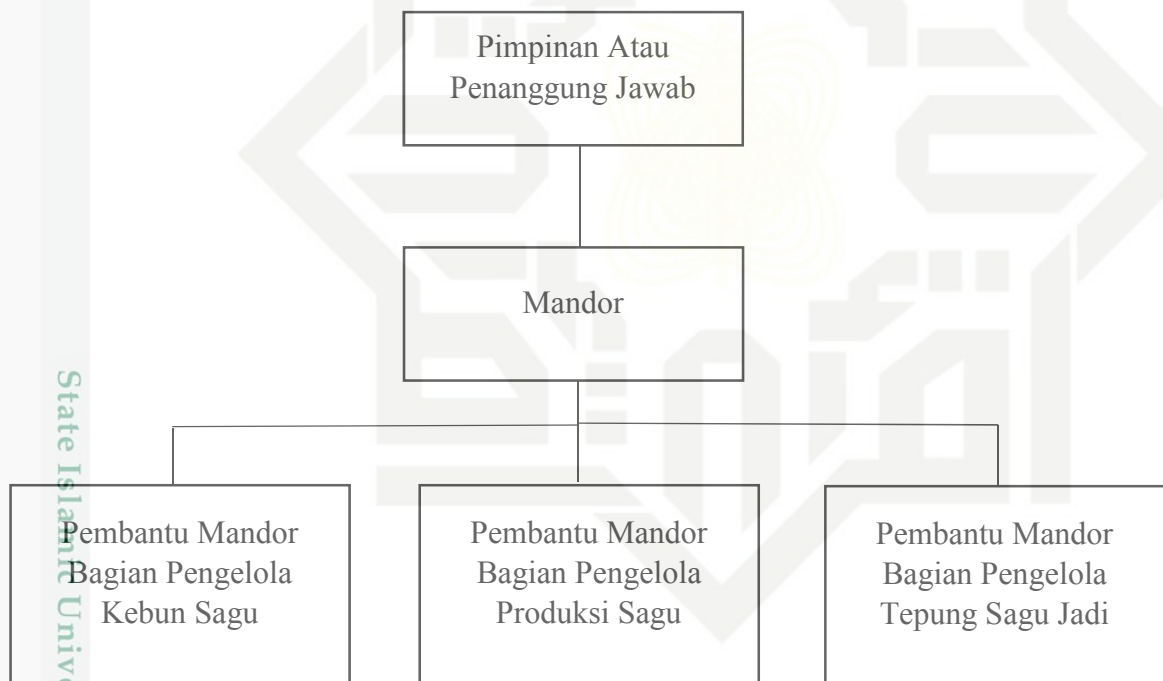 Pimpinan Atau
Penanggung Jawab
Mandor
Pembantu Mandor
Bagian Pengelola
Kebun Sagu
Pembantu Mandor
Bagian Pengelola
Produksi Sagu
Pembantu Mandor
Bagian Pengelola
Tepung Sagu Jadi
State Islamic Unive